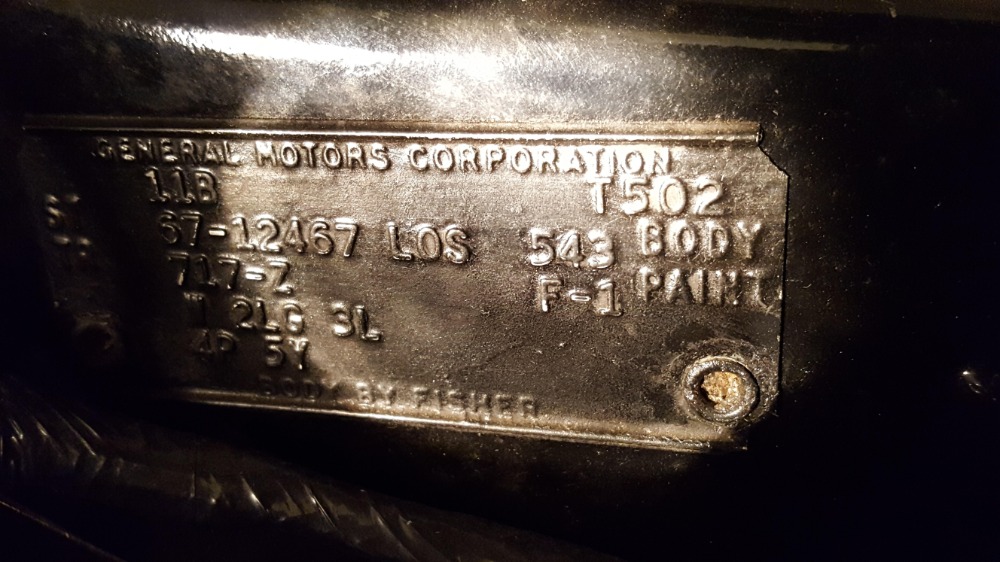 GENERAL MOTORS CORPORATION
11B T502
67-12467 LOS 543 BODY
717-Z F-1 PAINT
W 2LG 3L
4P 5Y
BODY BY FISHER